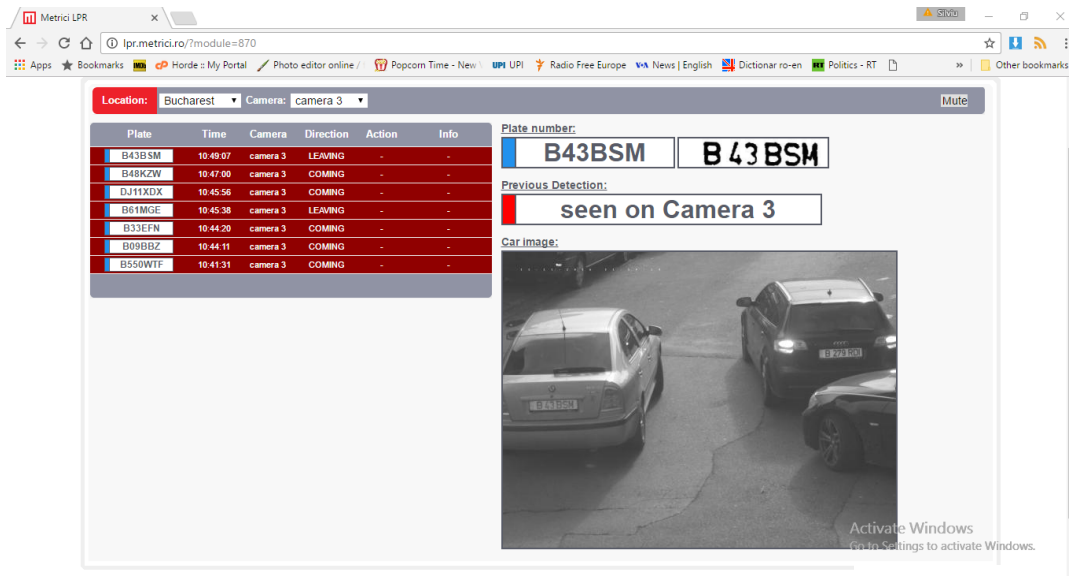 Metrici LPR
Silviu
lpr.metrici.ro/?module=870
Apps Bookmarks IMDb Horde :: My Portal Photo editor online / Popcorn Time - New UPI UPI Radio Free Europe VOA News | English Dictionar ro-en RT Politics - RT » Other bookmarks
Location: Bucharest Camera: camera 3 Mute
Plate Time Camera Direction Action Info
B43BSM 10:49:07 camera 3 LEAVING - -
B48KZW 10:47:00 camera 3 COMING - -
DJ11XDX 10:45:56 camera 3 COMING - -
B61MGE 10:45:38 camera 3 LEAVING - -
B33EFN 10:44:20 camera 3 COMING - -
B09BBZ 10:44:11 camera 3 COMING - -
B550WTF 10:41:31 camera 3 COMING - -
Plate number:
B43BSM B 43 BSM
Previous Detection:
seen on Camera 3
Car image:
B 279 RDI
B 43 BSM
Activate Windows
Go to Settings to activate Windows.